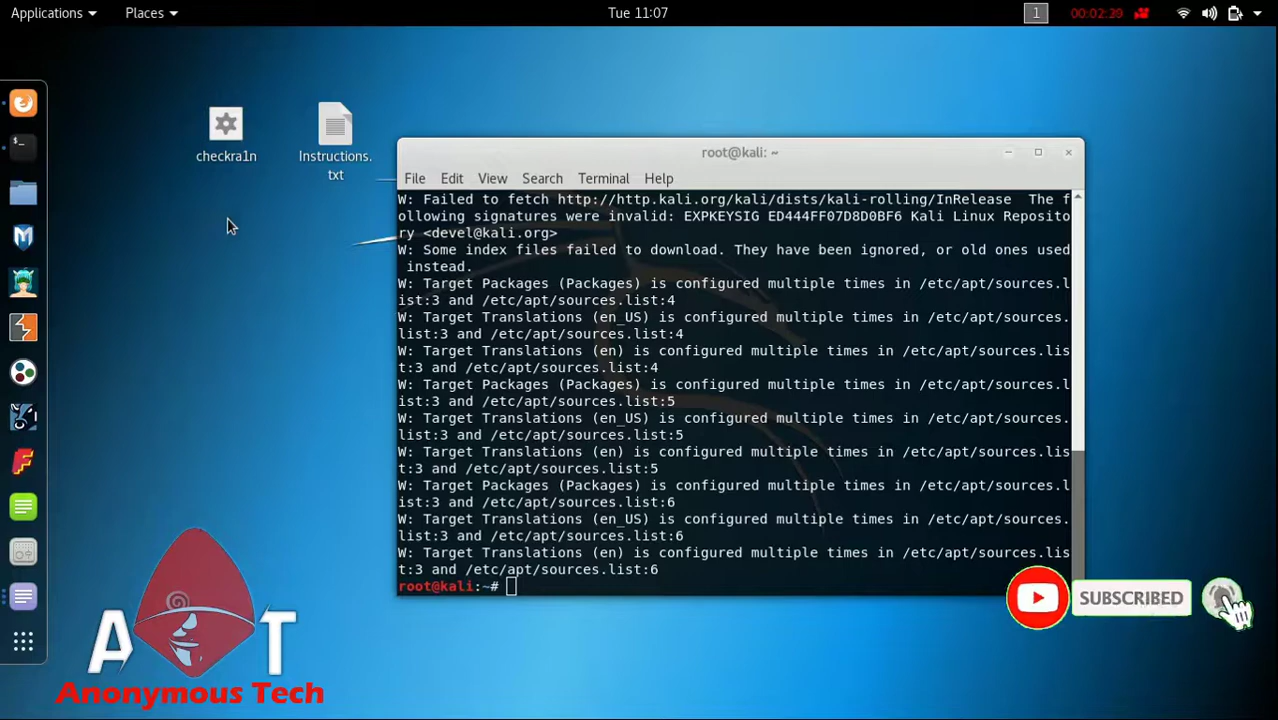 Applications Places Tue 11:07 1 00:02:29
checkra1n
Instructions.
txt
root@kali: ~
File Edit View Search Terminal Help
W: Failed to fetch http://http.kali.org/kali/dists/kali-rolling/InRelease  The f
ollowing signatures were invalid: EXPKEYSIG ED444FF07D8D0BF6 Kali Linux Reposito
ry <devel@kali.org>
W: Some index files failed to download. They have been ignored, or old ones used
 instead.
W: Target Packages (Packages) is configured multiple times in /etc/apt/sources.l
ist:3 and /etc/apt/sources.list:4
W: Target Translations (en_US) is configured multiple times in /etc/apt/sources.
list:3 and /etc/apt/sources.list:4
W: Target Translations (en) is configured multiple times in /etc/apt/sources.lis
t:3 and /etc/apt/sources.list:4
W: Target Packages (Packages) is configured multiple times in /etc/apt/sources.l
ist:3 and /etc/apt/sources.list:5
W: Target Translations (en_US) is configured multiple times in /etc/apt/sources.
list:3 and /etc/apt/sources.list:5
W: Target Translations (en) is configured multiple times in /etc/apt/sources.lis
t:3 and /etc/apt/sources.list:5
W: Target Packages (Packages) is configured multiple times in /etc/apt/sources.l
ist:3 and /etc/apt/sources.list:6
W: Target Translations (en_US) is configured multiple times in /etc/apt/sources.
list:3 and /etc/apt/sources.list:6
W: Target Translations (en) is configured multiple times in /etc/apt/sources.lis
t:3 and /etc/apt/sources.list:6
root@kali:~#
SUBSCRIBED
A T
Anonymous Tech